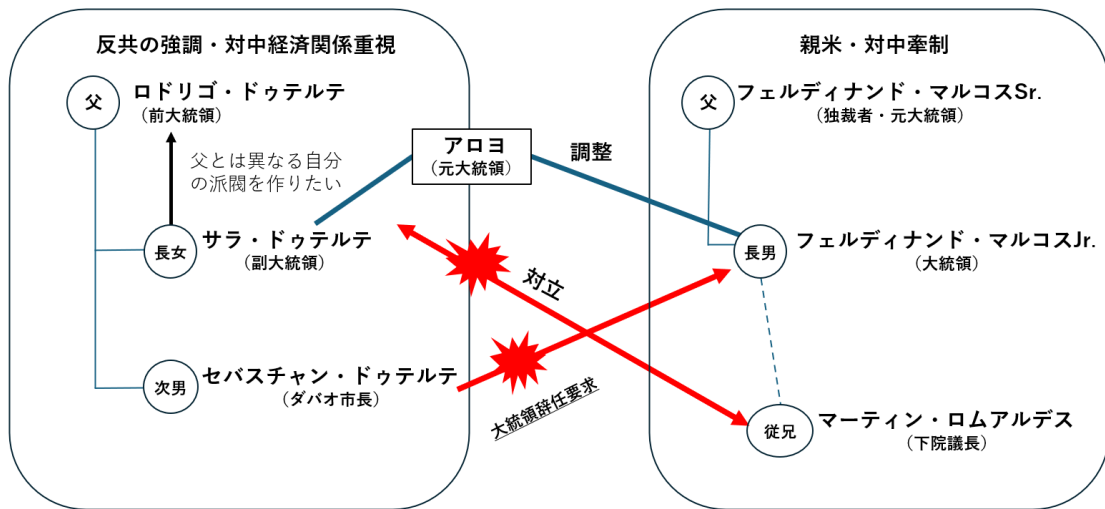 反共の強調・対中経済関係重視
父
ロドリゴ・ドゥテルテ
(前大統領)
父とは異なる自分
の派閥を作りたい
長女
サラ・ドゥテルテ
(副大統領)
次男
セバスチャン・ドゥテルテ
(ダバオ市長)
アロヨ
(元大統領)
調整
対立
大統領辞任要求
親米・対中牽制
父
フェルディナンド・マルコスSr.
(独裁者・元大統領)
長男
フェルディナンド・マルコスJr.
(大統領)
従兄
マーティン・ロムアルデス
(下院議長)